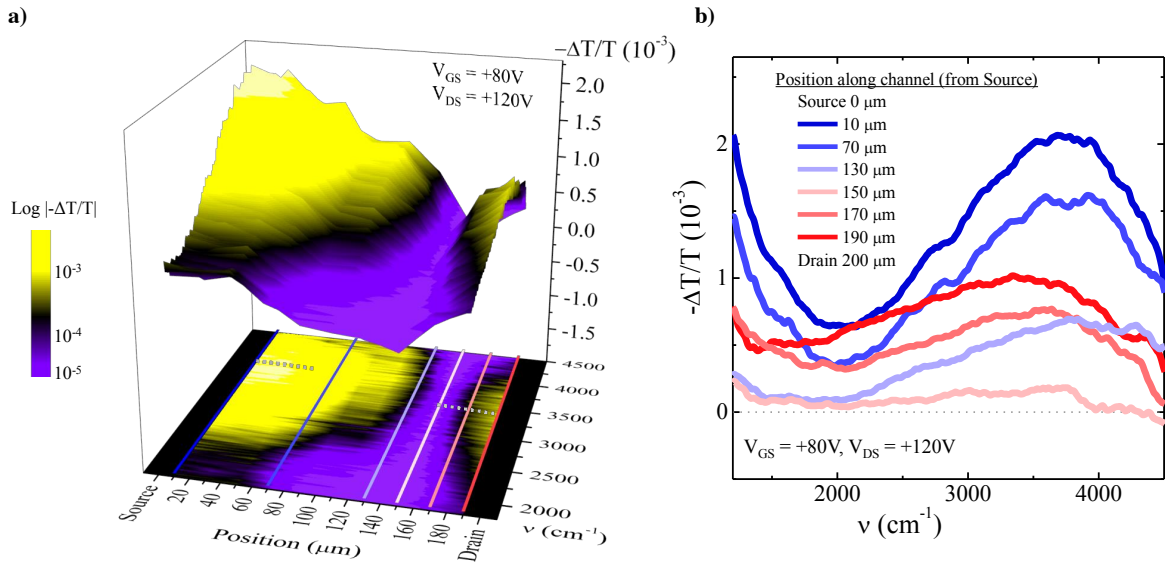 a)
−ΔT/T (10⁻³)
V_GS = +80V
V_DS = +120V
2.0
1.5
1.0
0.5
0.0
-0.5
-1.0
-1.5
Log |-ΔT/T|
10⁻³
10⁻⁴
10⁻⁵
4500
4000
3500
3000
2500
2000
ν (cm⁻¹)
Source
20
40
60
80
100
120
140
160
180
Drain
Position (μm)
b)
Position along channel (from Source)
Source 0 μm
10 μm
70 μm
130 μm
150 μm
170 μm
190 μm
Drain 200 μm
-ΔT/T (10⁻³)
2
1
0
V_GS = +80V, V_DS = +120V
2000 3000 4000
ν (cm⁻¹)